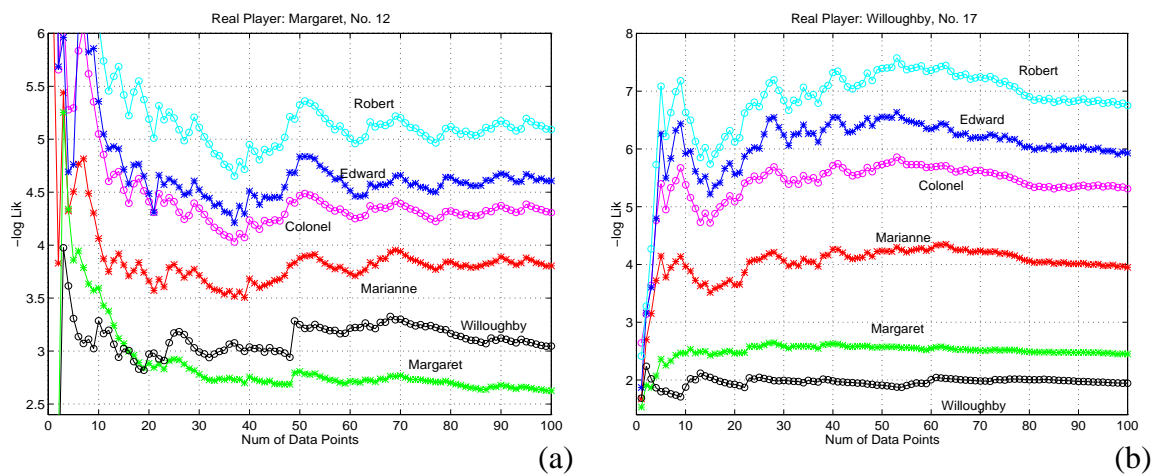 Real Player: Margaret, No. 12
6
5.5
5
4.5
4
3.5
3
2.5
−log Lik
Robert
Edward
Colonel
Marianne
Willoughby
Margaret
0 10 20 30 40 50 60 70 80 90 100
Num of Data Points
(a)
Real Player: Willoughby, No. 17
8
7
6
5
4
3
2
−log Lik
Robert
Edward
Colonel
Marianne
Margaret
Willoughby
0 10 20 30 40 50 60 70 80 90 100
Num of Data Points
(b)